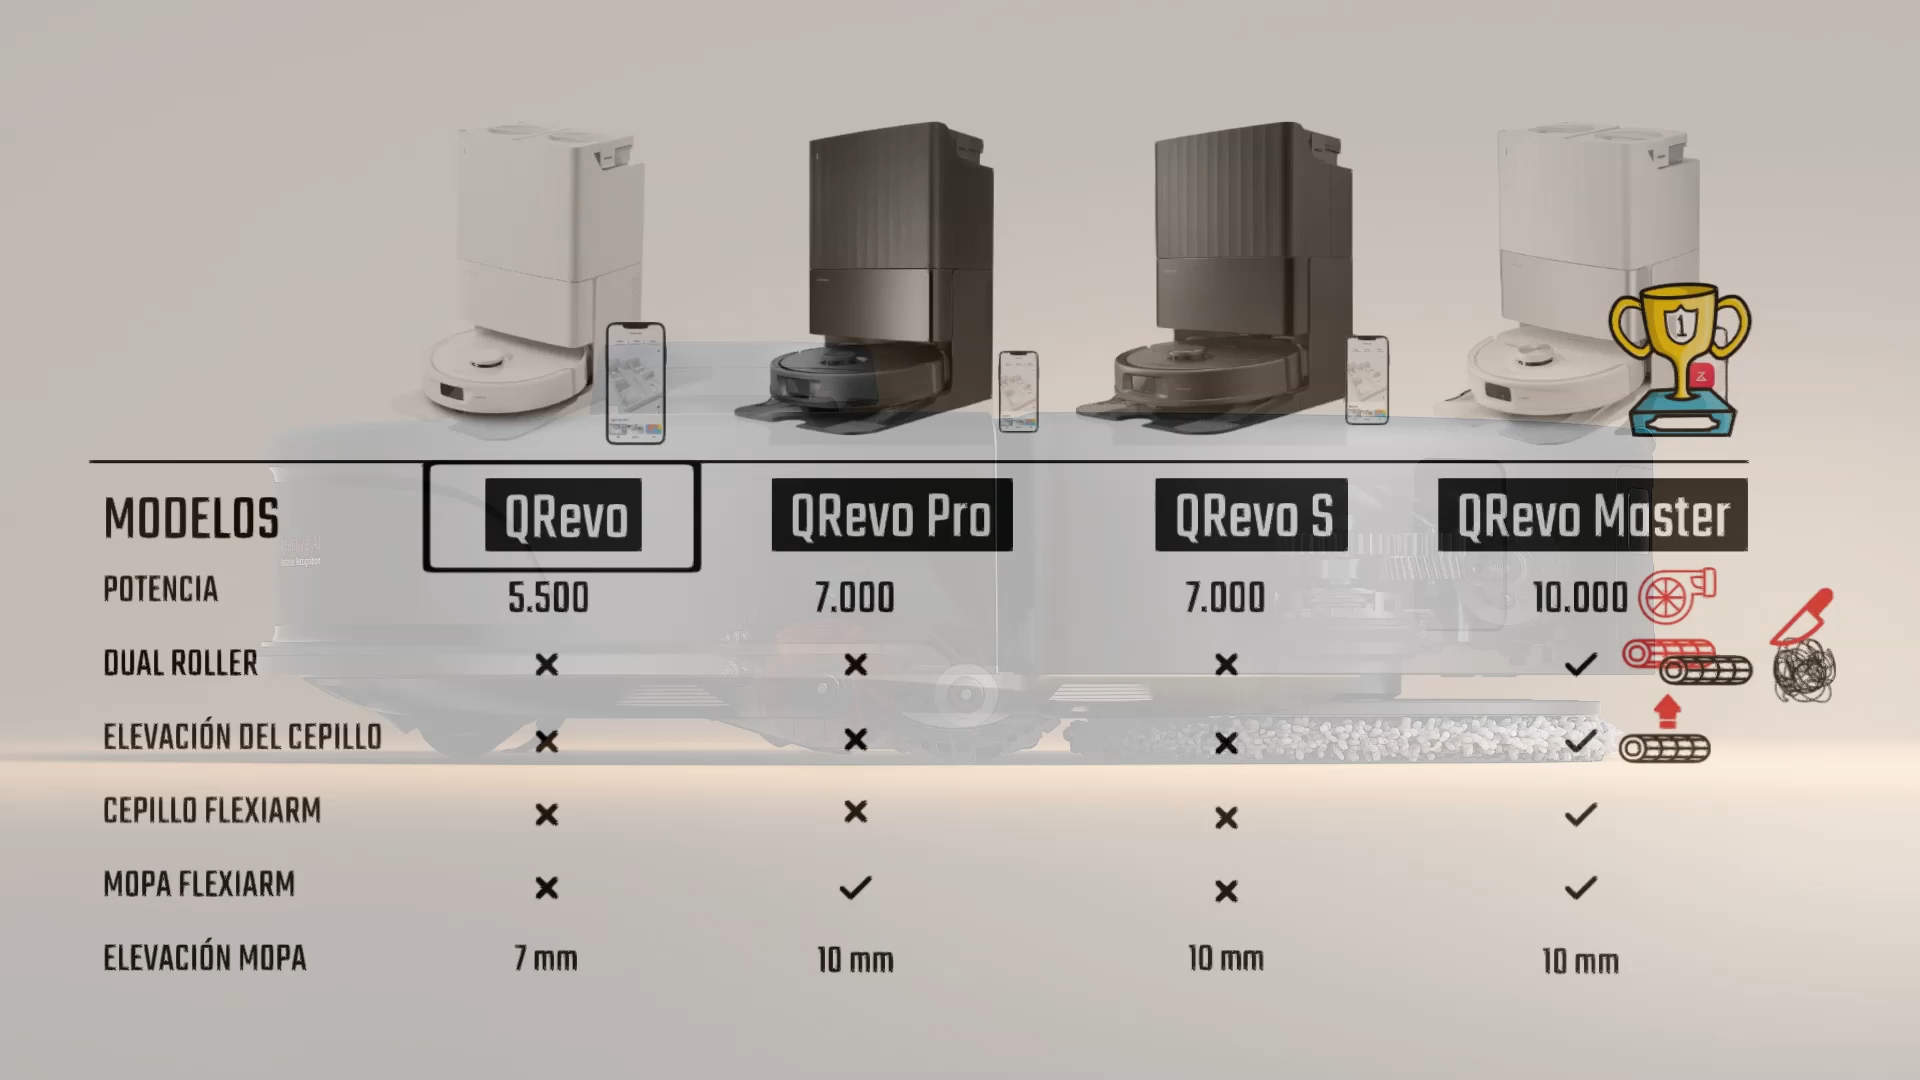 MODELOS QRevo QRevo Pro QRevo S QRevo Master
POTENCIA 5.500 7.000 7.000 10.000
DUAL ROLLER
ELEVACIÓN DEL CEPILLO
CEPILLO FLEXIARM
MOPA FLEXIARM
ELEVACIÓN MOPA 7 mm 10 mm 10 mm 10 mm
1